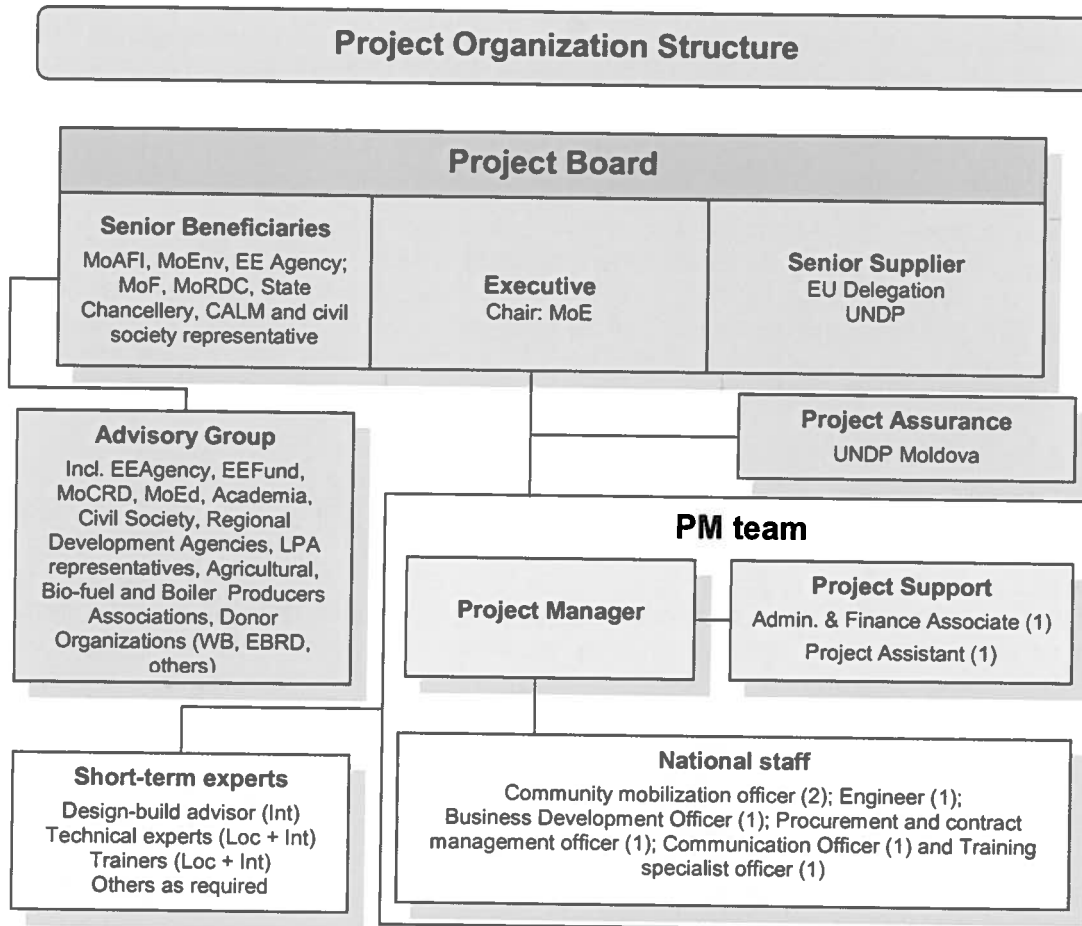 Project Organization Structure
Project Board
Senior Beneficiaries
MoAFI, MoEnv, EE Agency;
MoF, MoRDC, State
Chancellery, CALM and civil
society representative
Executive
Chair: MoE
Senior Supplier
EU Delegation
UNDP
Advisory Group
Incl. EEAgency, EEFund,
MoCRD, MoEd, Academia,
Civil Society, Regional
Development Agencies, LPA
representatives, Agricultural,
Bio-fuel and Boiler Producers
Associations, Donor
Organizations (WB, EBRD,
others)
Project Assurance
UNDP Moldova
PM team
Project Manager
Project Support
Admin. & Finance Associate (1)
Project Assistant (1)
Short-term experts
Design-build advisor (Int)
Technical experts (Loc + Int)
Trainers (Loc + Int)
Others as required
National staff
Community mobilization officer (2); Engineer (1);
Business Development Officer (1); Procurement and contract
management officer (1); Communication Officer (1) and Training
specialist officer (1)